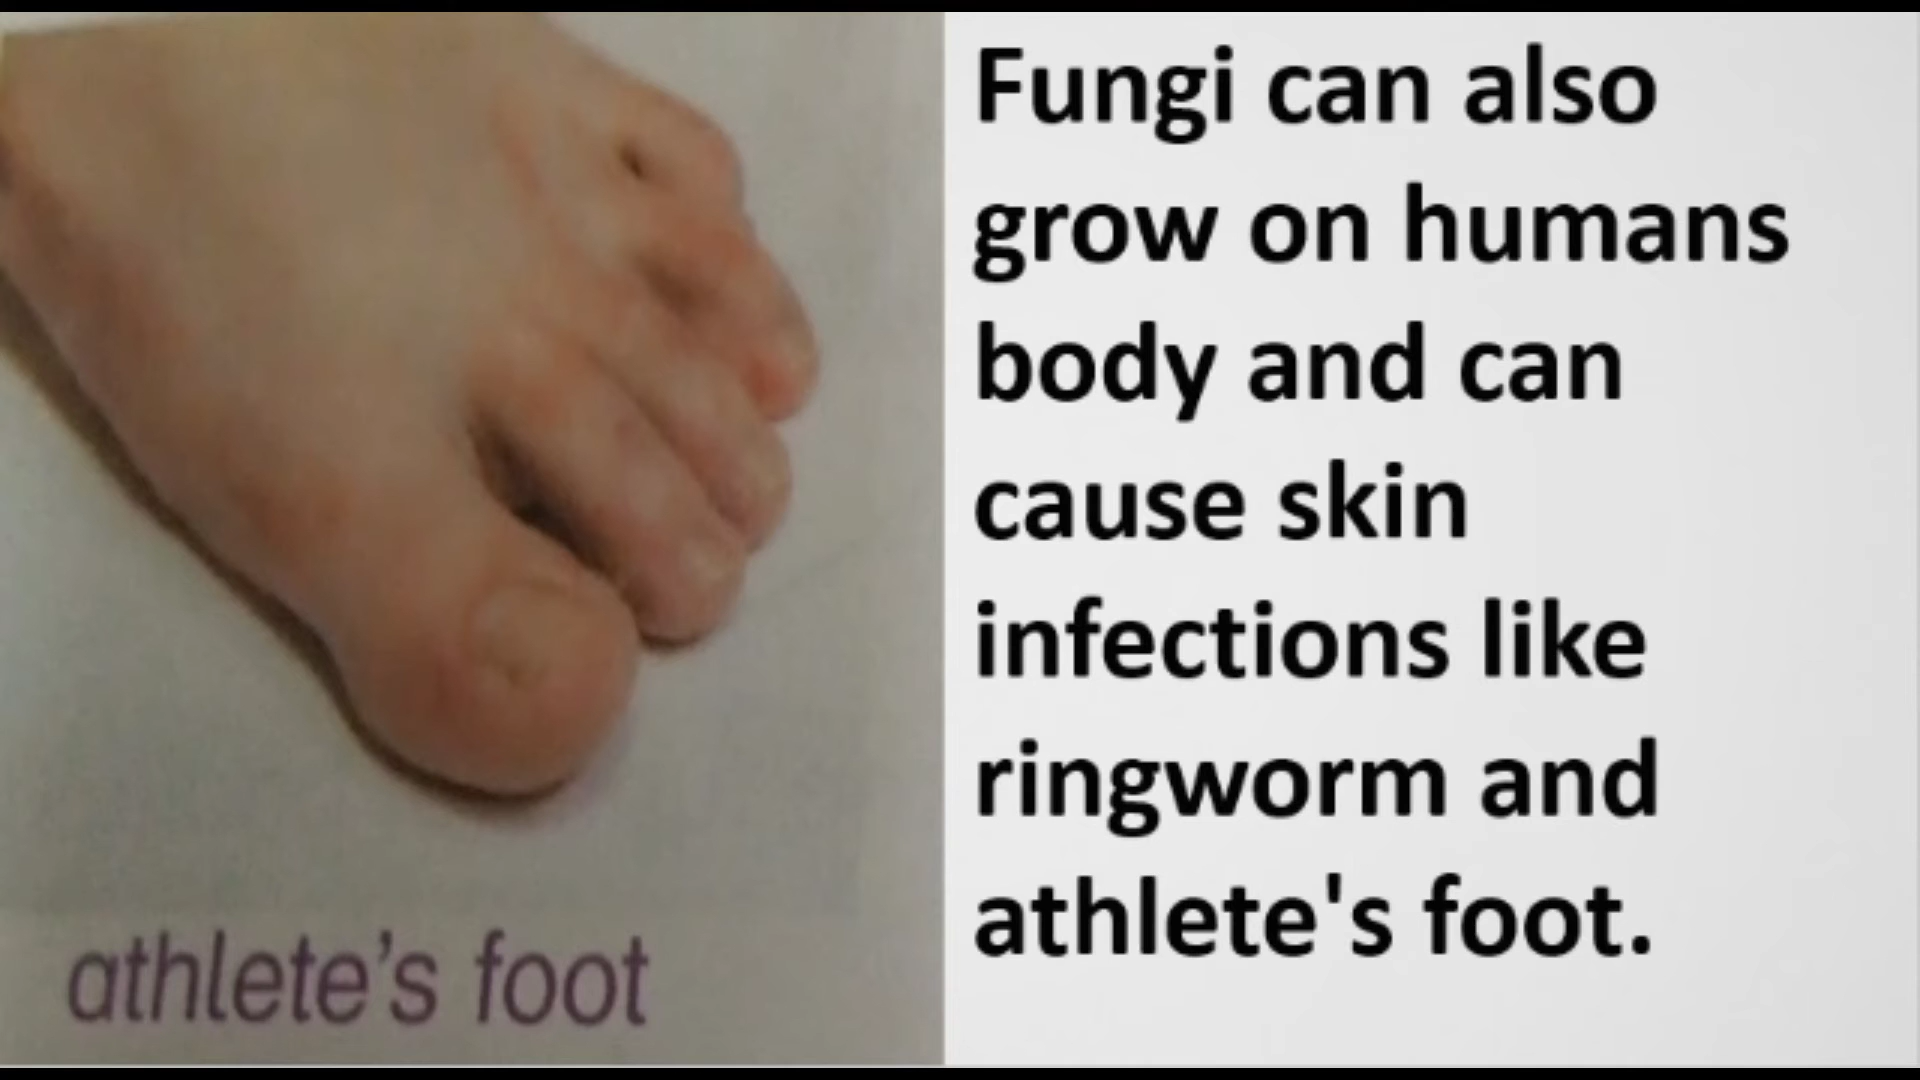 Fungi can also
grow on humans
body and can
cause skin
infections like
ringworm and
athlete's foot.
athlete’s foot